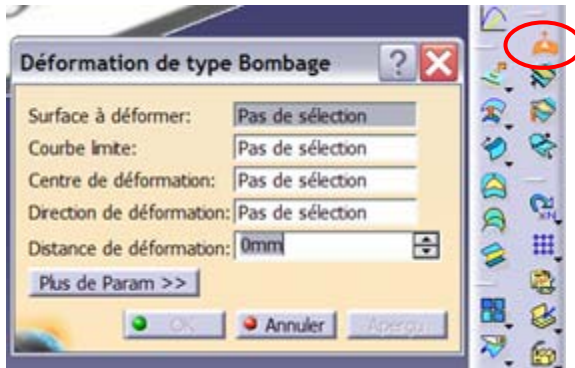 Déformation de type Bombage
Surface à déformer: Pas de sélection
Courbe limite: Pas de sélection
Centre de déformation: Pas de sélection
Direction de déformation: Pas de sélection
Distance de déformation: 0mm
Plus de Param >>
OK Annuler Aperçu